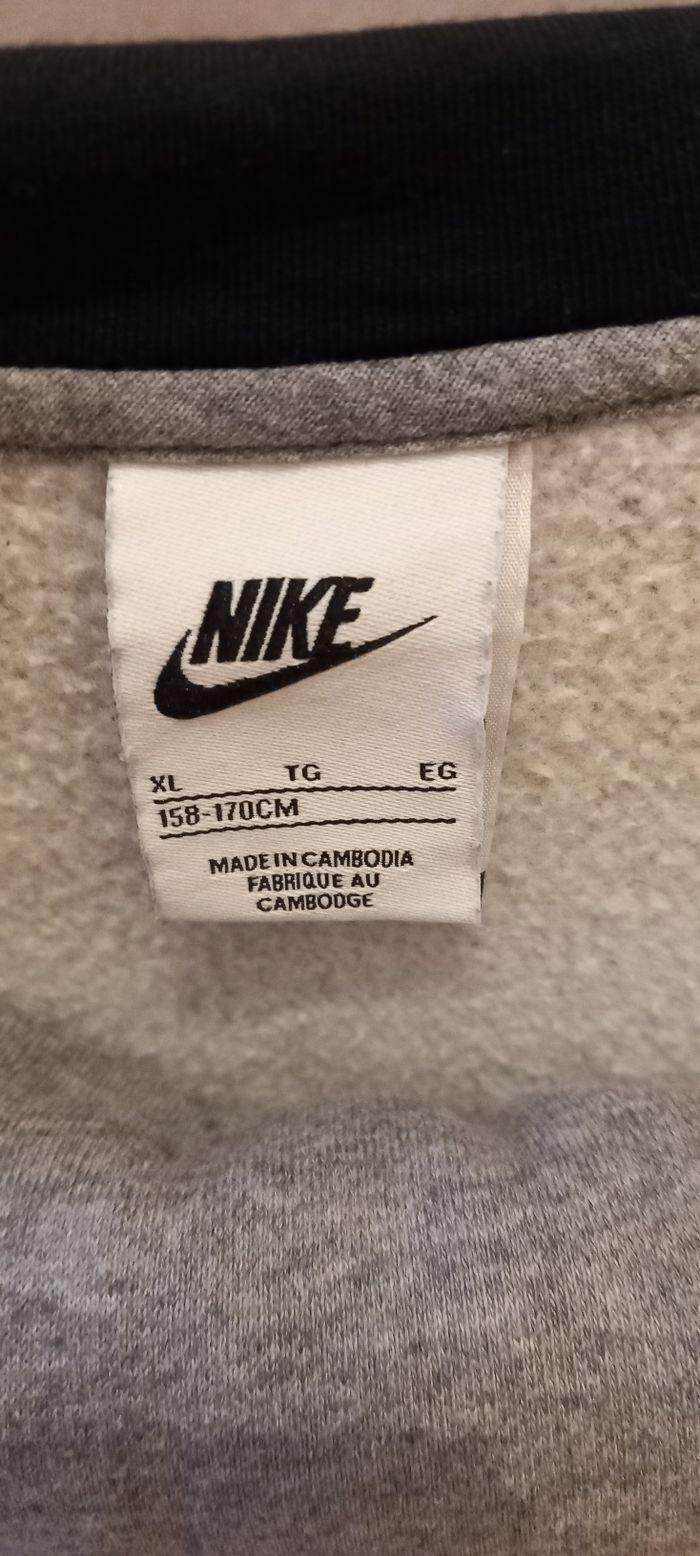 NIKE
XL TG EG
158-170CM
MADE IN CAMBODIA
FABRIQUE AU
CAMBODGE